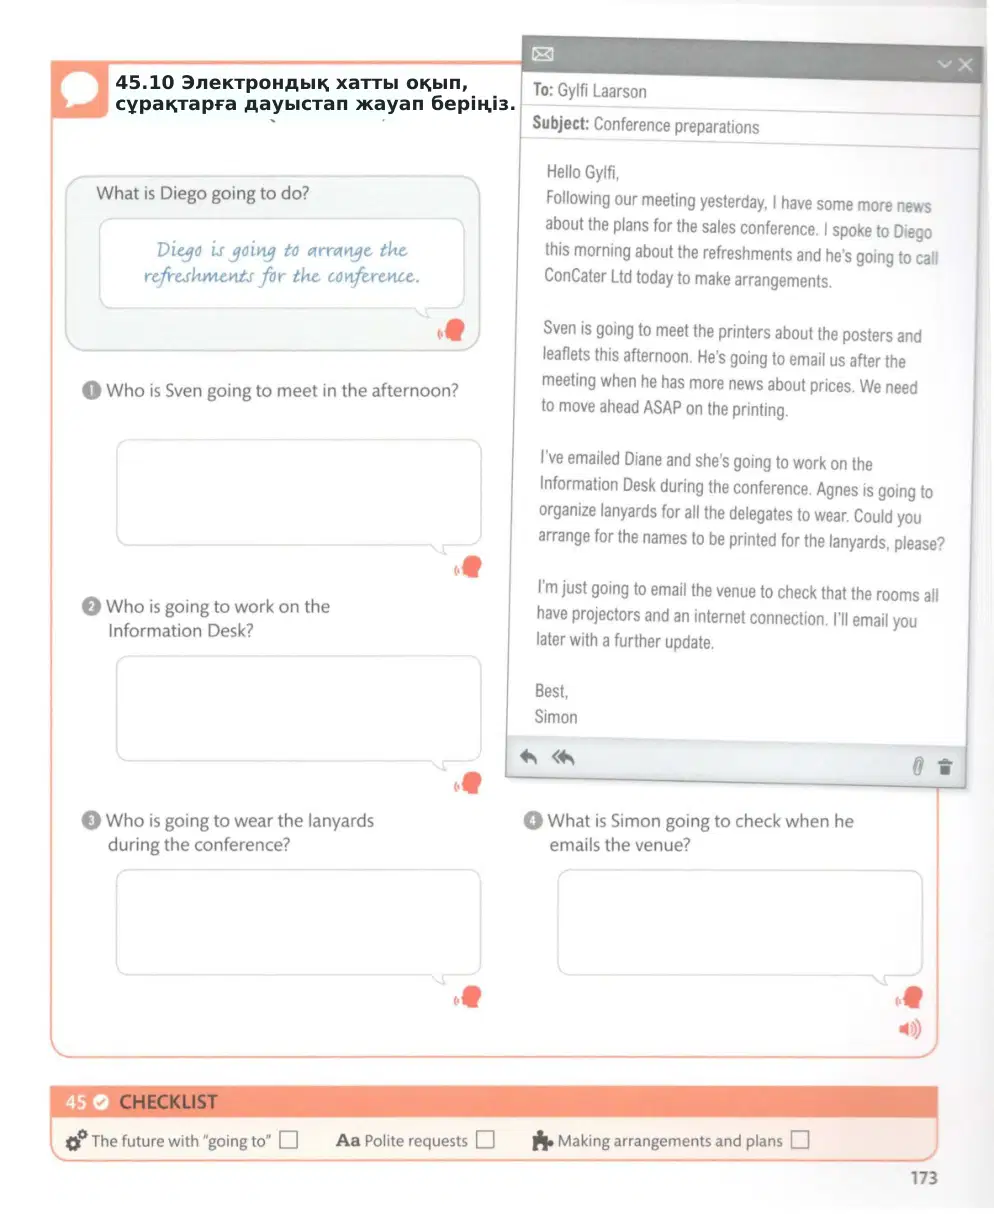 45.10 Электрондық хатты оқып,
сұрақтарға дауыстап жауап беріңіз.
What is Diego going to do?
Diego is going to arrange the
refreshments for the conference.
1 Who is Sven going to meet in the afternoon?
2 Who is going to work on the
Information Desk?
3 Who is going to wear the lanyards
during the conference?
To: Gylfi Laarson
Subject: Conference preparations
Hello Gylfi,
Following our meeting yesterday, I have some more news
about the plans for the sales conference. I spoke to Diego
this morning about the refreshments and he's going to call
ConCater Ltd today to make arrangements.
Sven is going to meet the printers about the posters and
leaflets this afternoon. He's going to email us after the
meeting when he has more news about prices. We need
to move ahead ASAP on the printing.
I've emailed Diane and she's going to work on the
Information Desk during the conference. Agnes is going to
organize lanyards for all the delegates to wear. Could you
arrange for the names to be printed for the lanyards, please?
I'm just going to email the venue to check that the rooms all
have projectors and an internet connection. I'll email you
later with a further update.
Best,
Simon
4 What is Simon going to check when he
emails the venue?
45 CHECKLIST
The future with “going to”
Aa Polite requests
Making arrangements and plans
173